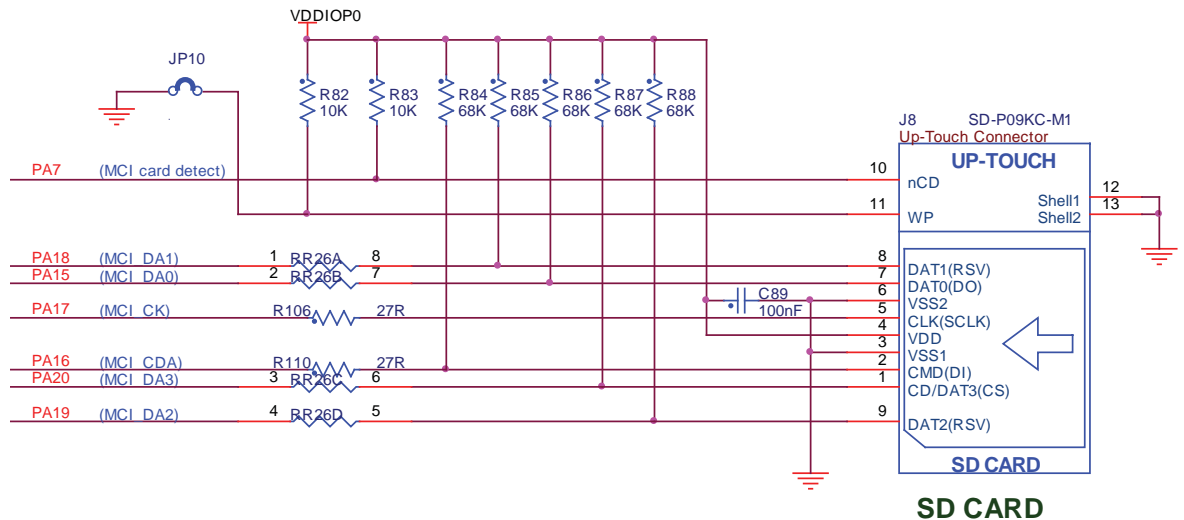 VDDIOP0
JP10
R82
10K
R83
10K
R84
68K
R85
68K
R86
68K
R87
68K
R88
68K
J8 SD-P09KC-M1
Up-Touch Connector
UP-TOUCH
PA7 (MCI card detect)
10
nCD
11
WP
Shell1 12
Shell2 13
PA18 (MCI_DA1) 1 RR26A 8
8
DAT1(RSV)
PA15 (MCI_DA0) 2 RR26B 7
7
DAT0(DO)
6
VSS2
C89
100nF
PA17 (MCI_CK) R106 27R
5
CLK(SCLK)
4
VDD
3
VSS1
PA16 (MCI_CDA) R110 27R
2
CMD(DI)
PA20 (MCI_DA3) 3 RR26C 6
1
CD/DAT3(CS)
PA19 (MCI_DA2) 4 RR26D 5
9
DAT2(RSV)
SD CARD
SD CARD